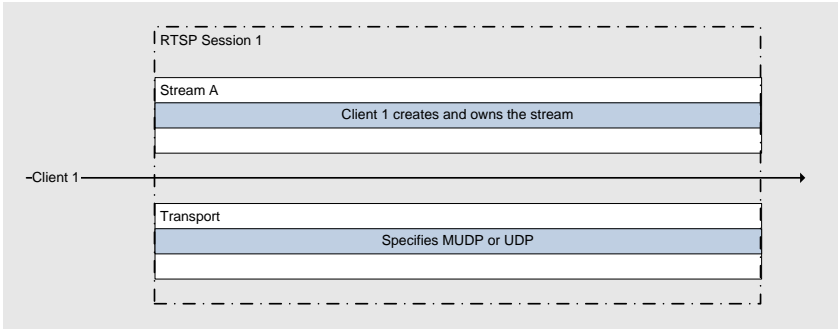 RTSP Session 1
Stream A
Client 1 creates and owns the stream
Client 1
Transport
Specifies MUDP or UDP